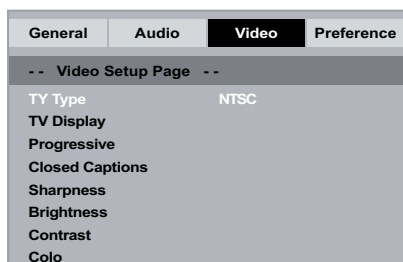 General Audio Video Preference
-- Video Setup Page --
TY Type NTSC
TV Display
Progressive
Closed Captions
Sharpness
Brightness
Contrast
Colo